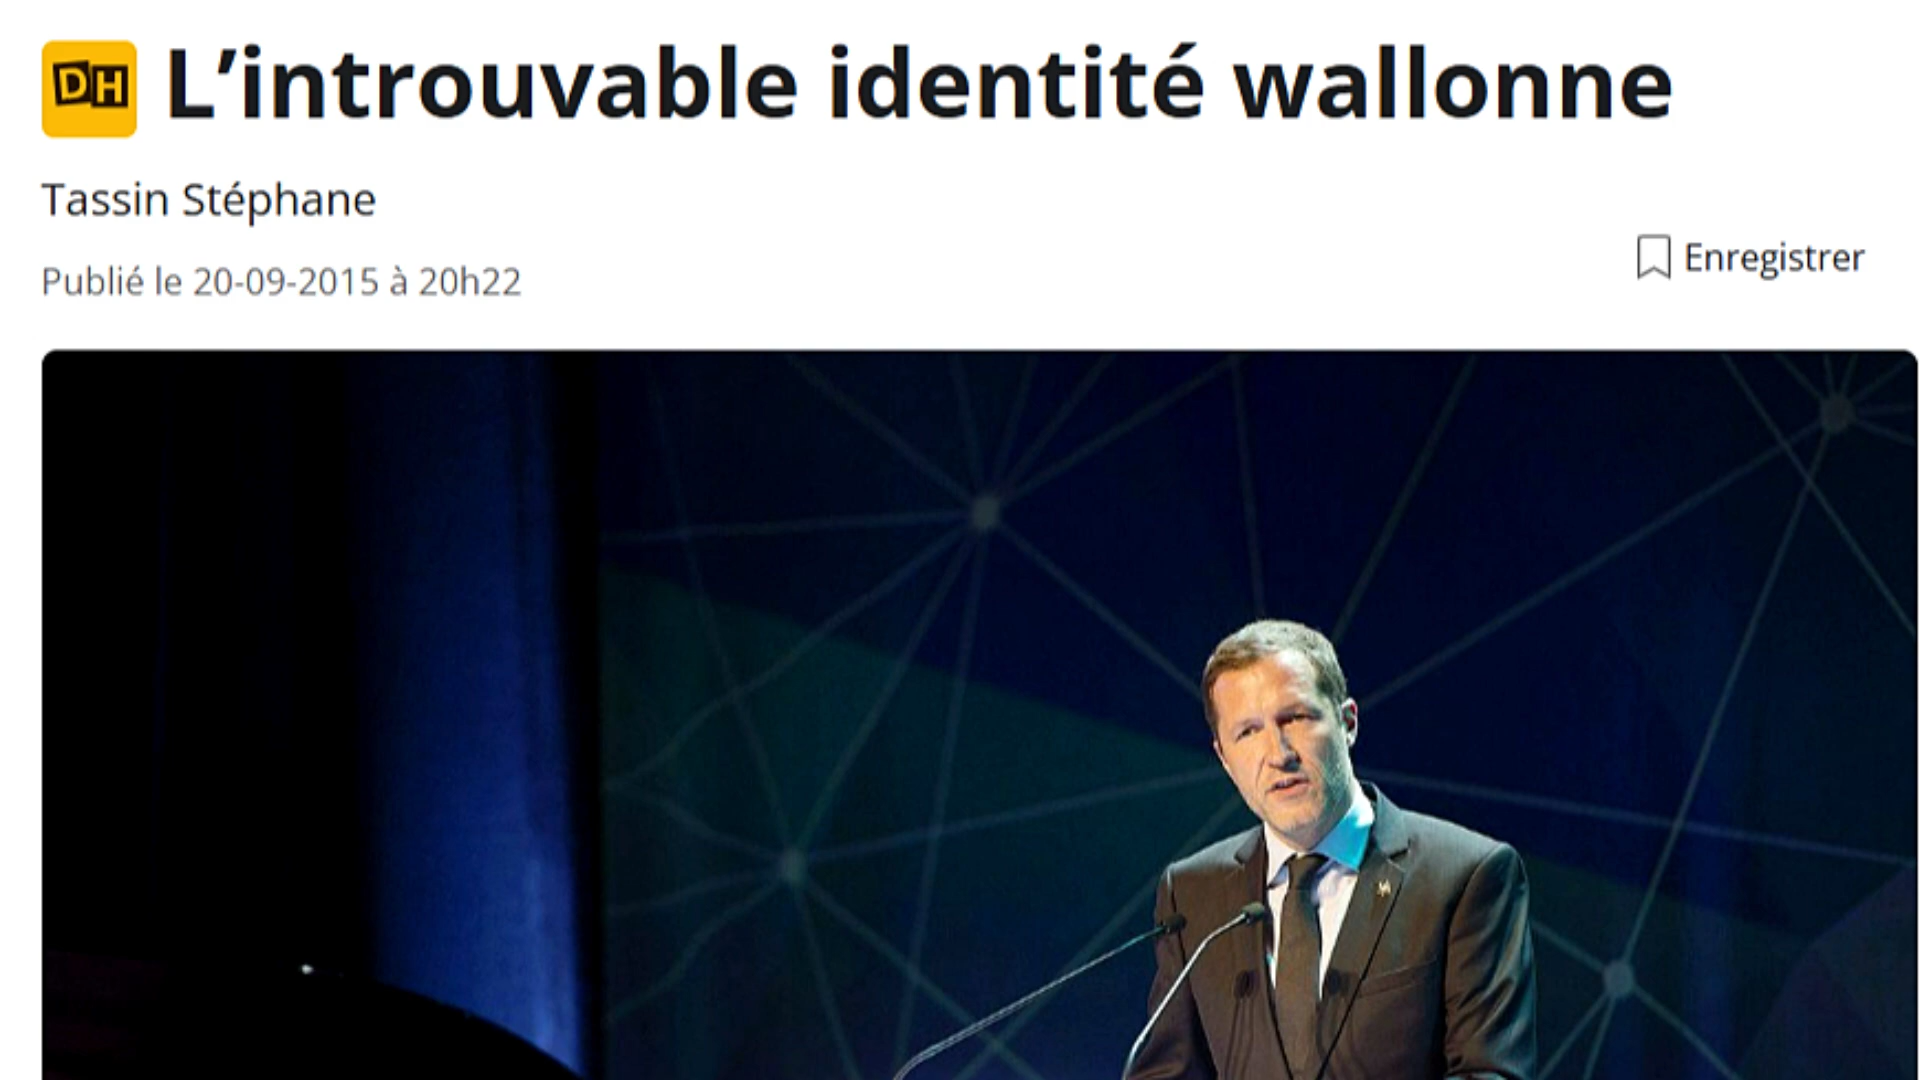 DH L’introuvable identité wallonne
Tassin Stéphane
Publié le 20-09-2015 à 20h22
Enregistrer